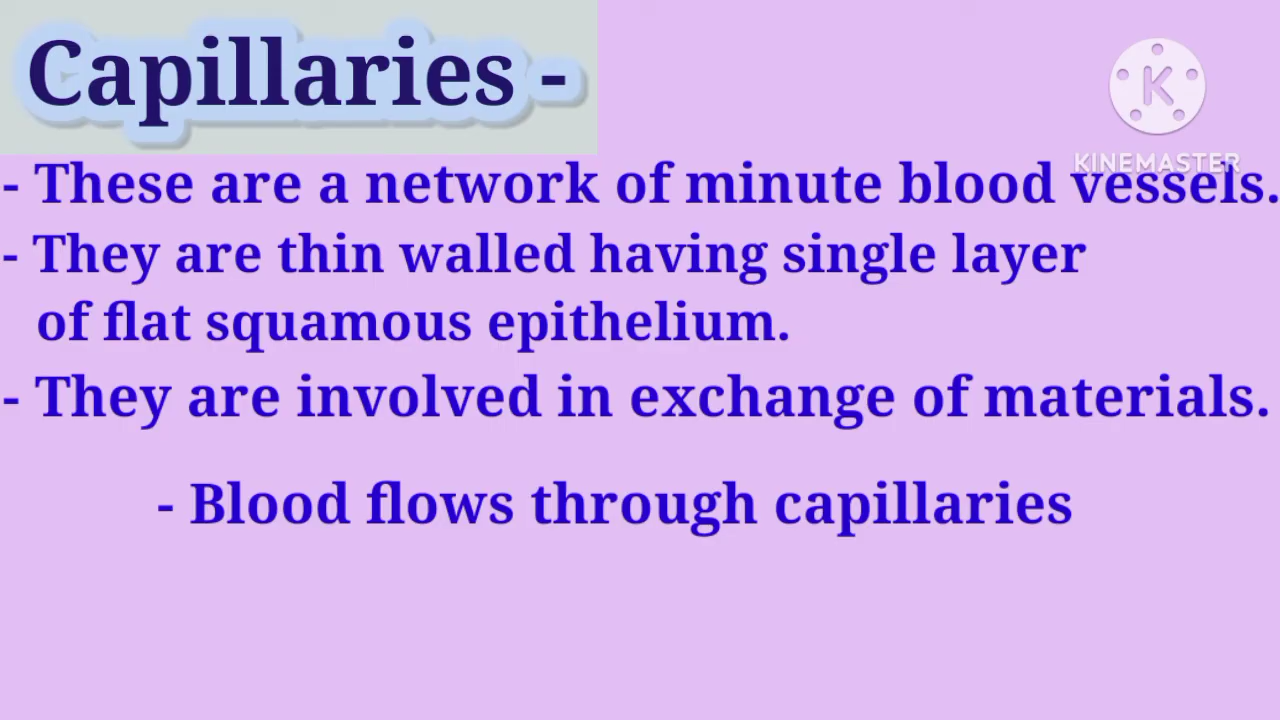 Capillaries -
KINEMASTER
- These are a network of minute blood vessels.
- They are thin walled having single layer
of flat squamous epithelium.
- They are involved in exchange of materials.
- Blood flows through capillaries